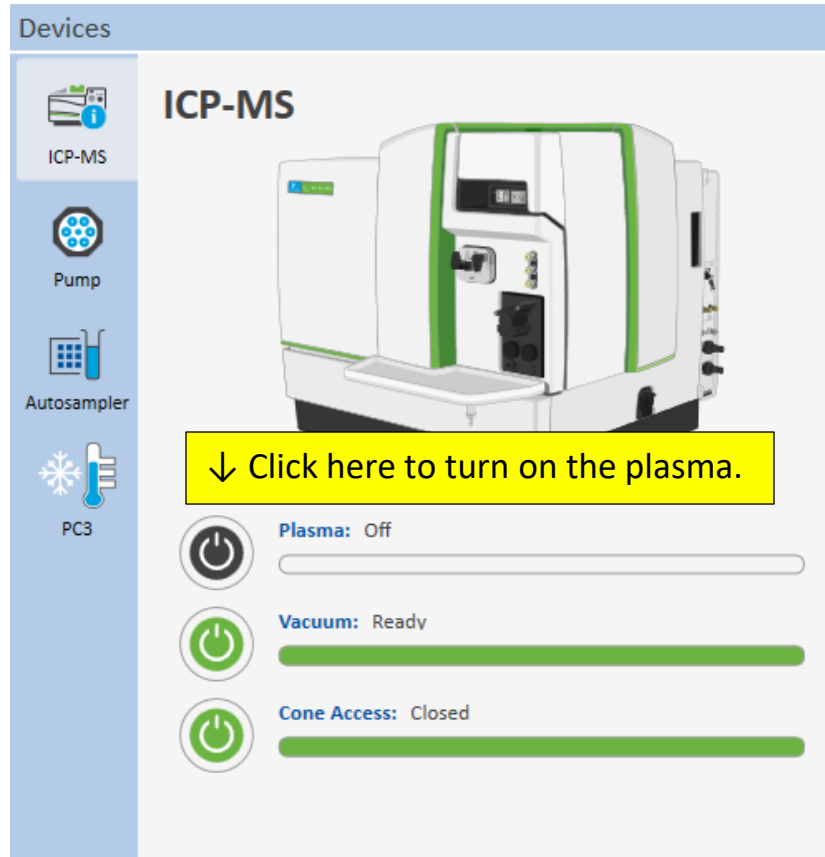 Devices
ICP-MS
ICP-MS
Pump
Autosampler
PC3
↓ Click here to turn on the plasma.
Plasma: Off
Vacuum: Ready
Cone Access: Closed